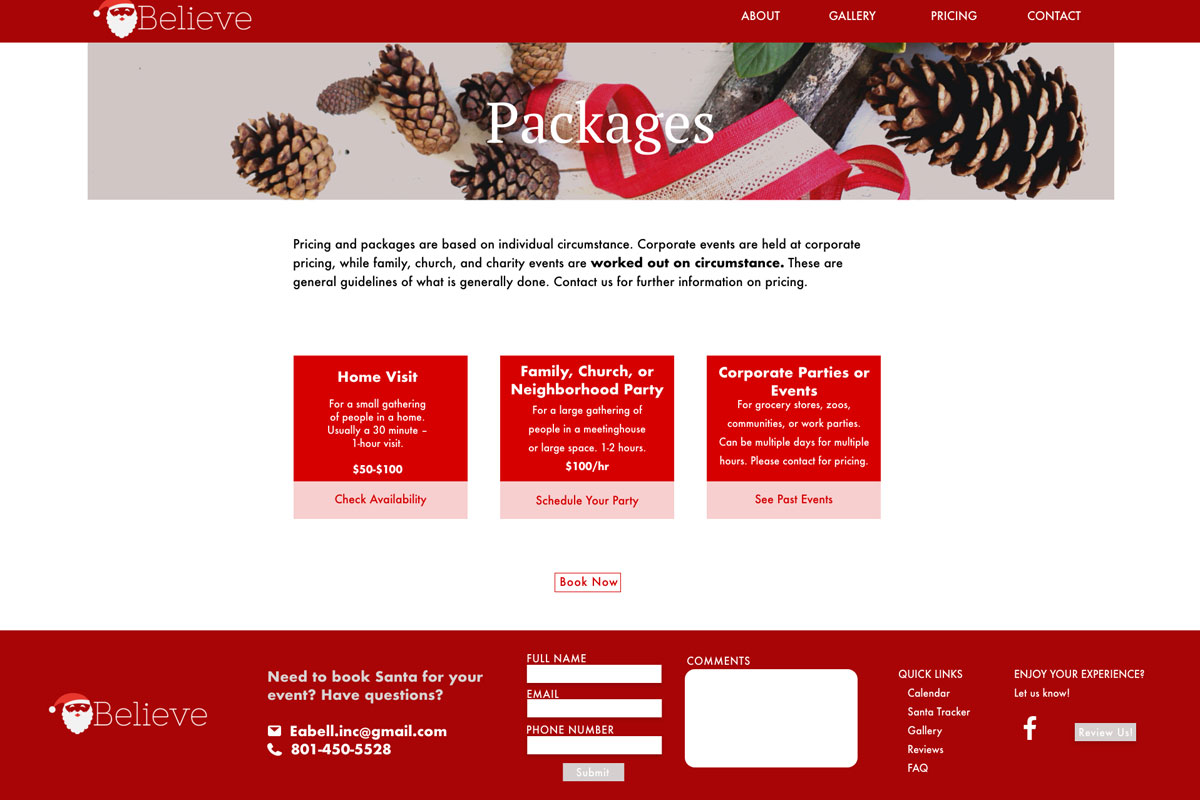 Believe
ABOUT
GALLERY
PRICING
CONTACT
Packages
Pricing and packages are based on individual circumstance. Corporate events are held at corporate
pricing, while family, church, and charity events are worked out on circumstance. These are
general guidelines of what is generally done. Contact us for further information on pricing.
Home Visit
For a small gathering
of people in a home.
Usually a 30 minute –
1-hour visit.
$50-$100
Check Availability
Family, Church, or
Neighborhood Party
For a large gathering of
people in a meetinghouse
or large space. 1-2 hours.
$100/hr
Schedule Your Party
Corporate Parties or
Events
For grocery stores, zoos,
communities, or work parties.
Can be multiple days for multiple
hours. Please contact for pricing.
See Past Events
Book Now
Believe
Need to book Santa for your
event? Have questions?
Eabell.inc@gmail.com
801-450-5528
FULL NAME
EMAIL
PHONE NUMBER
Submit
COMMENTS
QUICK LINKS
Calendar
Santa Tracker
Gallery
Reviews
FAQ
ENJOY YOUR EXPERIENCE?
Let us know!
Review Us!